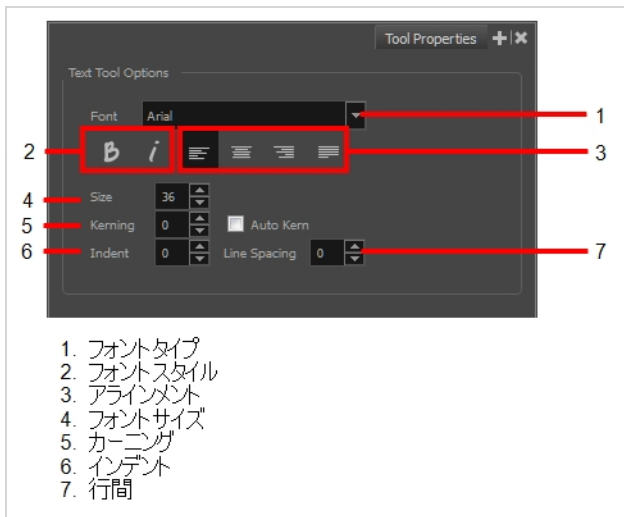 Tool Properties
Text Tool Options
Font Arial 1
2 B i 3
4 Size 36
5 Kerning 0 Auto Kern
6 Indent 0 Line Spacing 0 7
1. フォントタイプ
2. フォントスタイル
3. アラインメント
4. フォントサイズ
5. カーニング
6. インデント
7. 行間